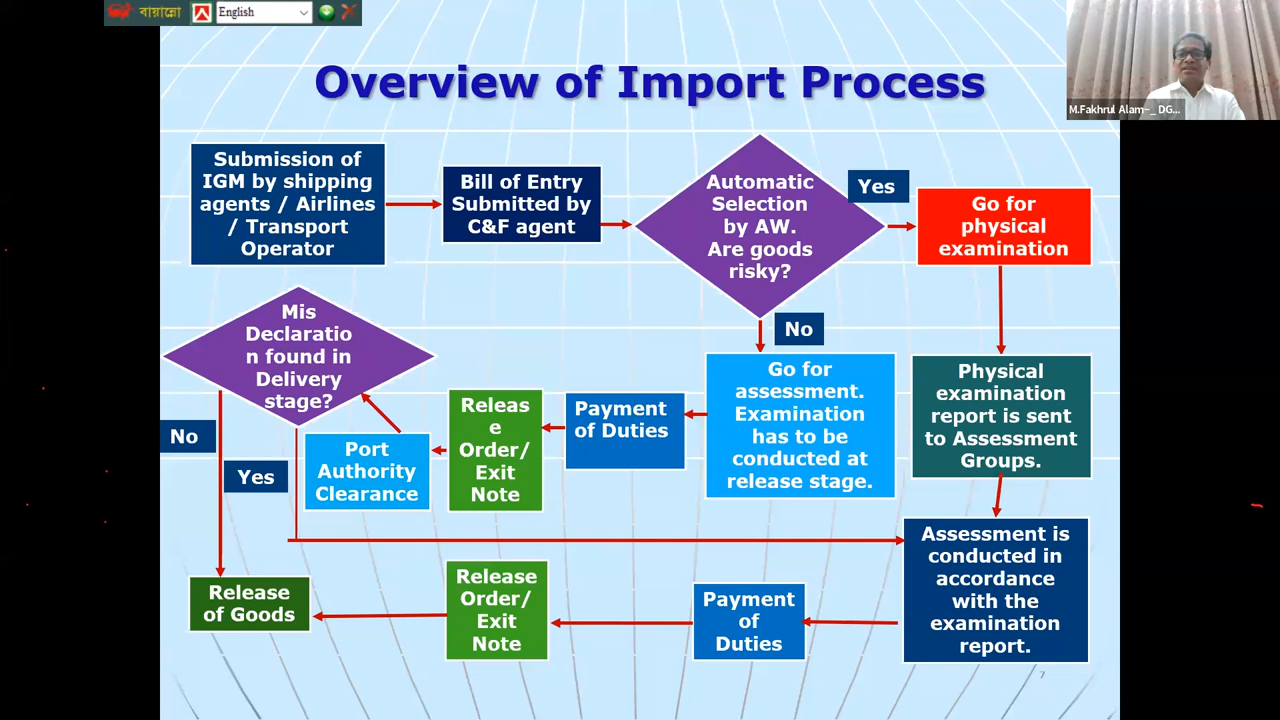 বায়ান্নো
English
M.Fakhrul Alam-_ DG...
Overview of Import Process
Submission of
IGM by shipping
agents / Airlines
/ Transport
Operator
Bill of Entry
Submitted by
C&F agent
Automatic
Selection
by AW.
Are goods
risky?
Yes
Go for
physical
examination
No
Mis
Declaratio
n found in
Delivery
stage?
Go for
assessment.
Examination
has to be
conducted at
release stage.
Physical
examination
report is sent
to Assessment
Groups.
Payment
of Duties
Releas
e
Order/
Exit
Note
Port
Authority
Clearance
No
Yes
Assessment is
conducted in
accordance
with the
examination
report.
Payment
of
Duties
Release
Order/
Exit
Note
Release
of Goods
7